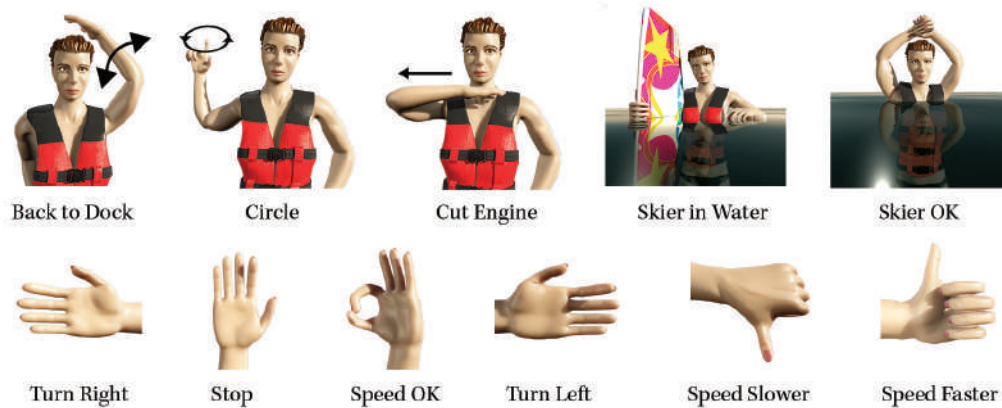 Back to Dock
Circle
Cut Engine
Skier in Water
Skier OK
Turn Right
Stop
Speed OK
Turn Left
Speed Slower
Speed Faster